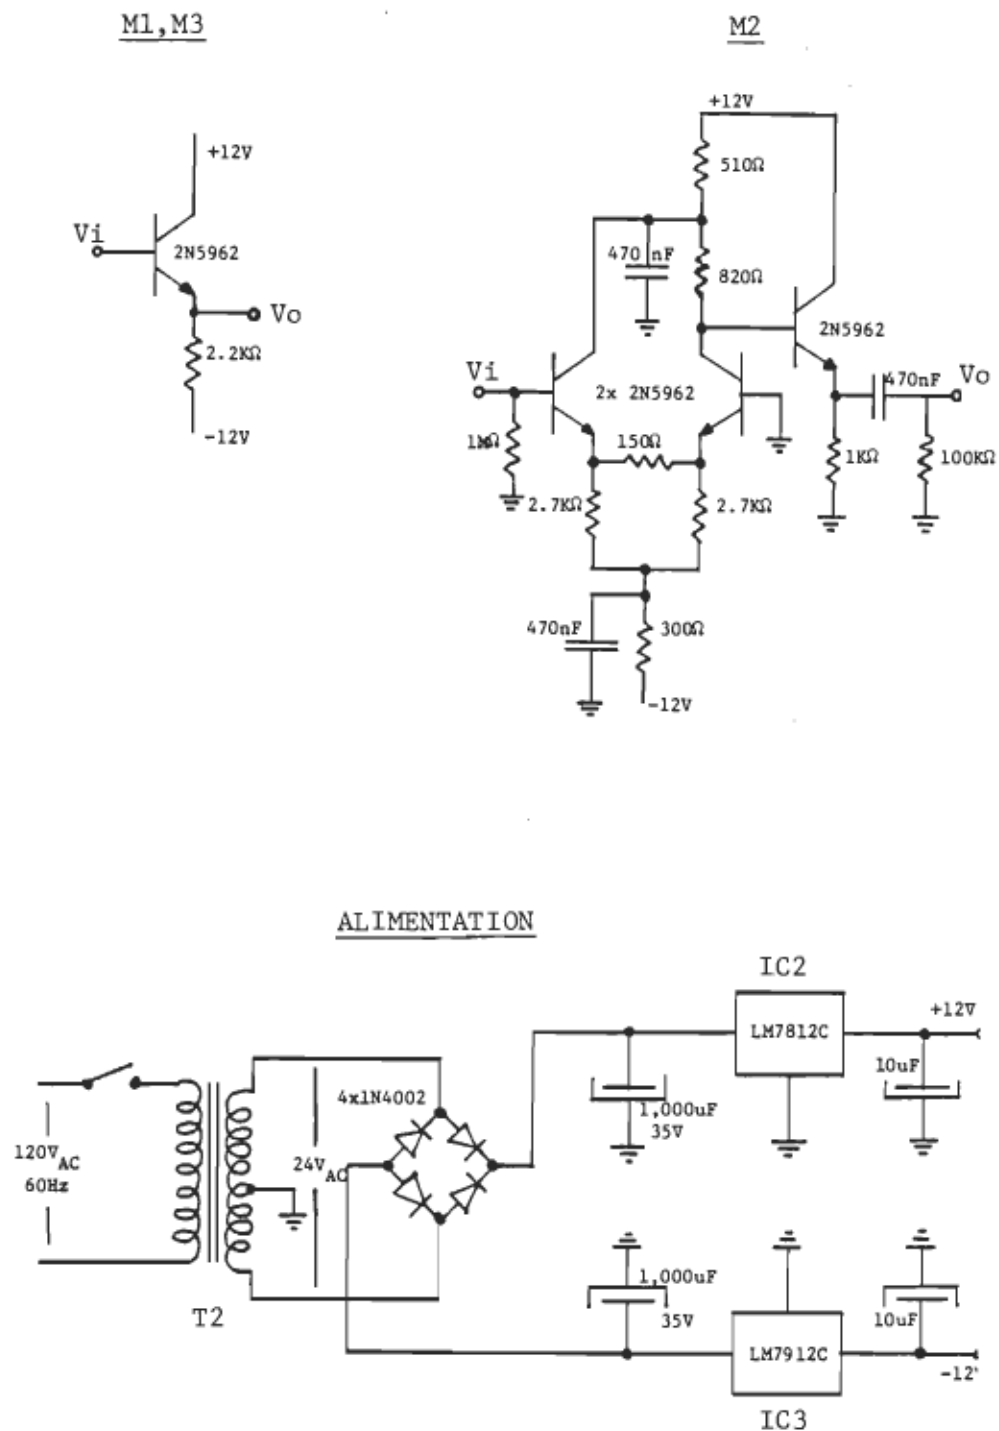 M1,M3
+12V
Vi
2N5962
Vo
2.2KΩ
-12V
M2
+12V
510Ω
470 nF
820Ω
2N5962
Vi
2x 2N5962
470nF
Vo
1MΩ
150Ω
1KΩ
100KΩ
2.7KΩ
2.7KΩ
470nF
300Ω
-12V
ALIMENTATION
IC2
LM7812C
+12V
4x1N4002
1,000uF
35V
10uF
120VAC
60Hz
24VAC
T2
1,000uF
35V
10uF
LM7912C
-12
IC3